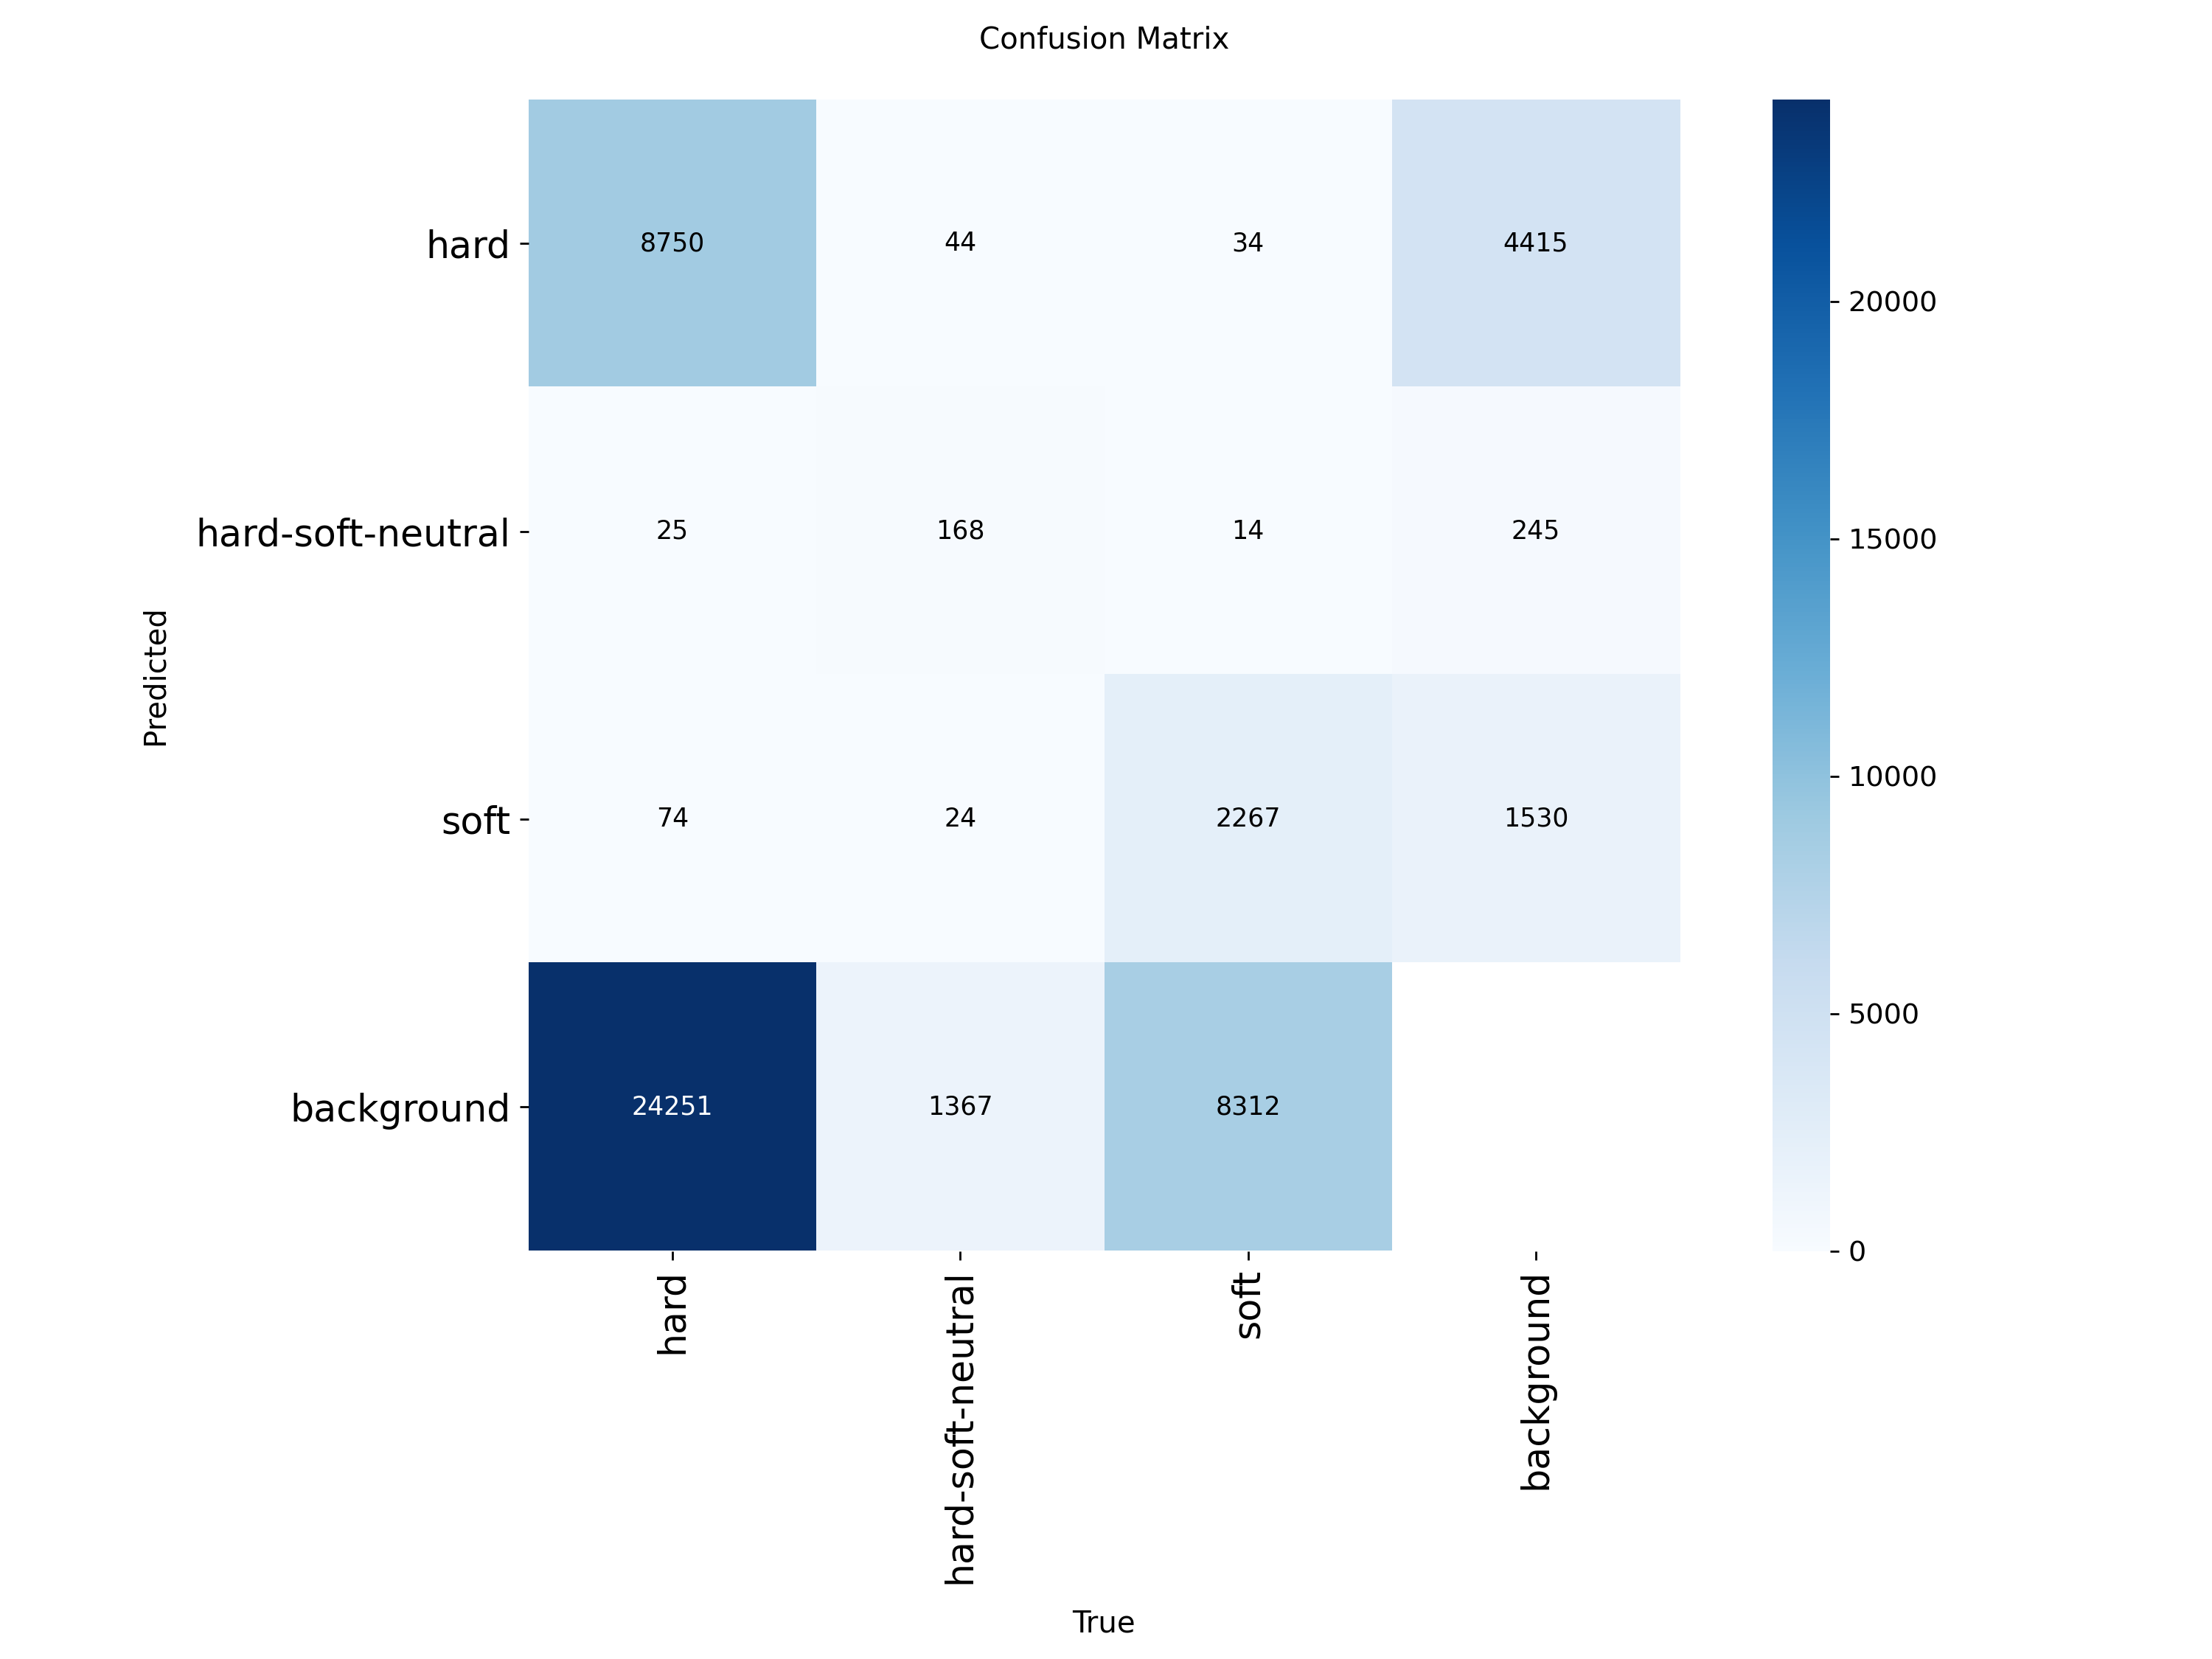 Confusion Matrix
hard
8750 44 34 4415
hard-soft-neutral
25 168 14 245
soft
74 24 2267 1530
background
24251 1367 8312
Predicted
hard
hard-soft-neutral
soft
background
True
20000
15000
10000
5000
0